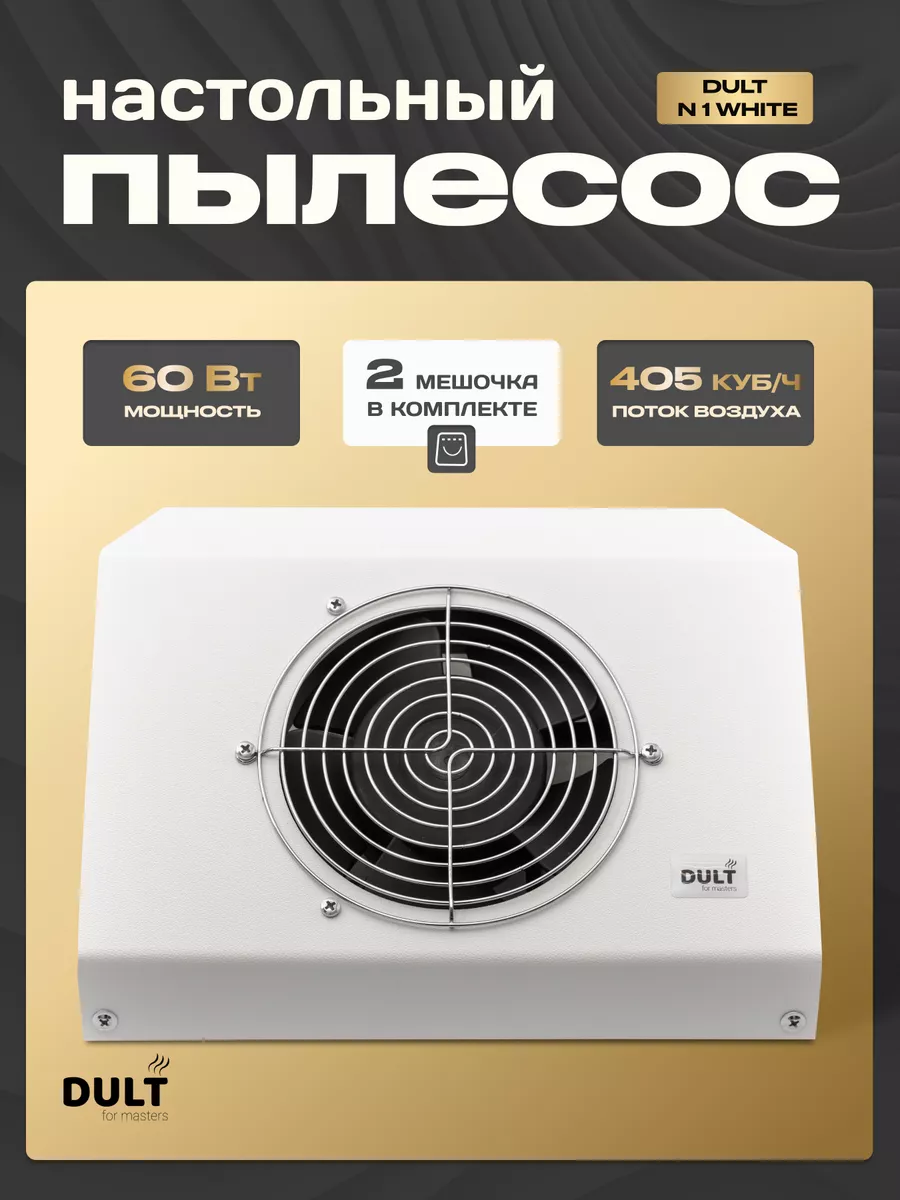 настольный
DULT
N 1 WHITE
пылесос
60 Вт
МОЩНОСТЬ
2 МЕШОЧКА
В КОМПЛЕКТЕ
405 КУБ/Ч
ПОТОК ВОЗДУХА
DULT
for masters
DULT
for masters